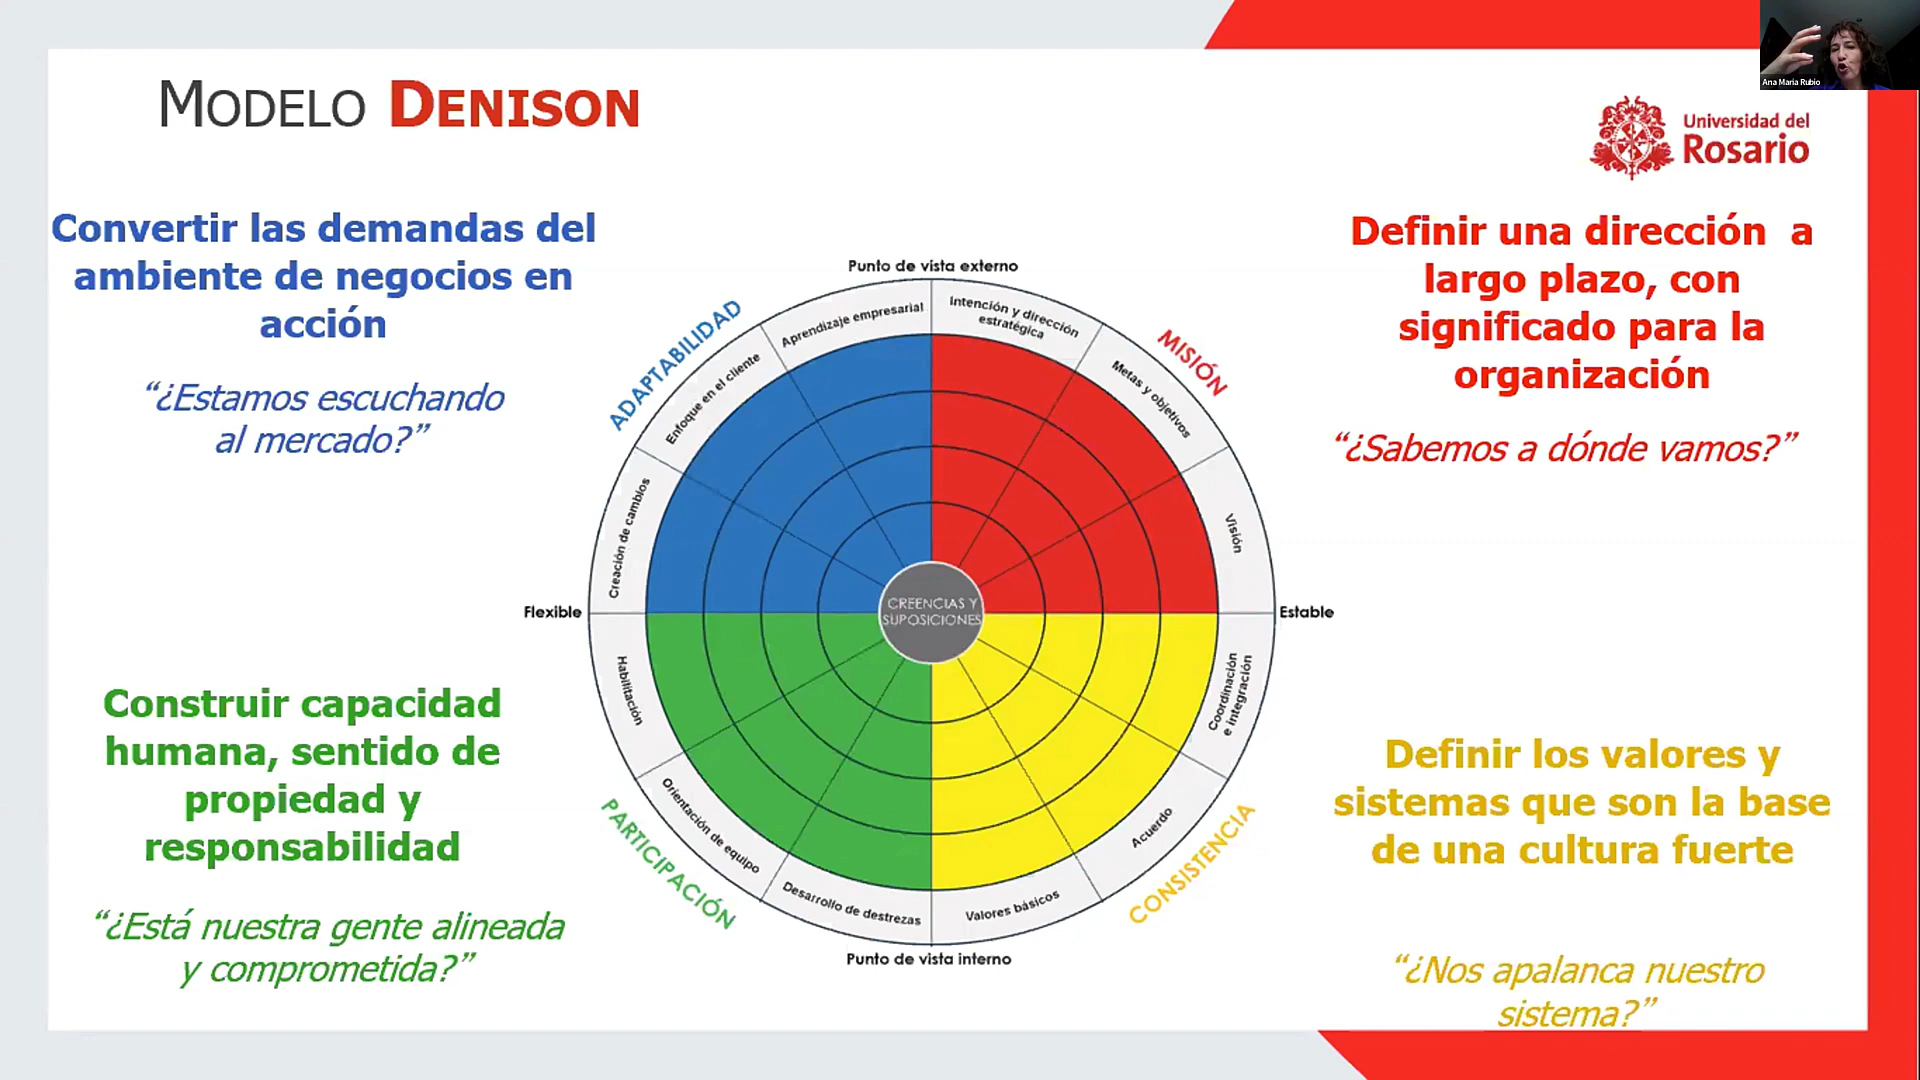 MODELO DENISON
Ana Maria Rubio
Universidad del
Rosario
Convertir las demandas del
ambiente de negocios en
acción
“¿Estamos escuchando
al mercado?”
Definir una dirección a
largo plazo, con
significado para la
organización
“¿Sabemos a dónde vamos?”
Punto de vista externo
ADAPTABILIDAD
MISIÓN
Aprendizaje empresarial
Intención y dirección
estratégica
Enfoque en el cliente
Metas y objetivos
Creación de cambios
Visión
Flexible
CREENCIAS Y
SUPOSICIONES
Estable
Habilitación
Coordinación
e integración
Orientación de equipo
Acuerdo
Desarrollo de destrezas
Valores básicos
PARTICIPACIÓN
CONSISTENCIA
Punto de vista interno
Construir capacidad
humana, sentido de
propiedad y
responsabilidad
“¿Está nuestra gente alineada
y comprometida?”
Definir los valores y
sistemas que son la base
de una cultura fuerte
“¿Nos apalanca nuestro
sistema?”